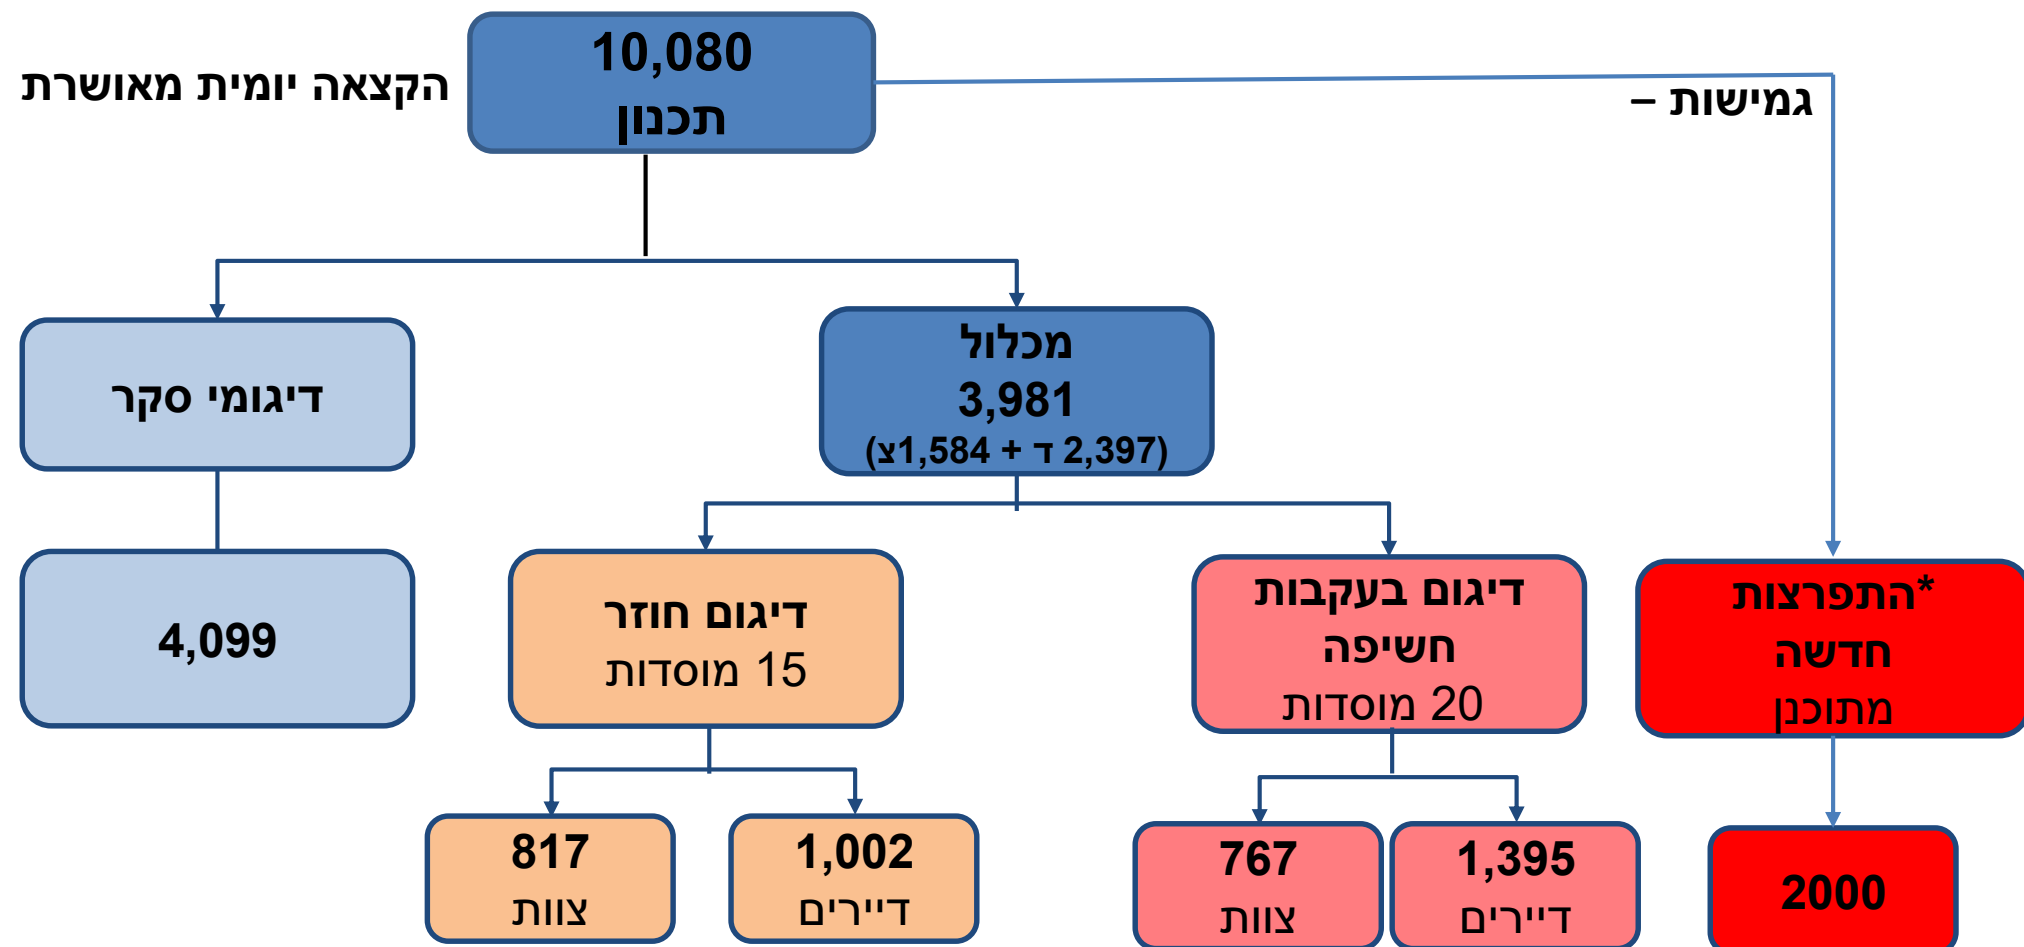 10,080
תכנון
הקצאה יומית מאושרת
גמישות –
דיגומי סקר
4,099
מכלול
3,981
(2,397 ד + 1,584צ)
*התפרצות
חדשה
מתוכנן
2000
דיגום בעקבות
חשיפה
20 מוסדות
1,395
דיירים
767
צוות
דיגום חוזר
15 מוסדות
1,002
דיירים
817
צוות